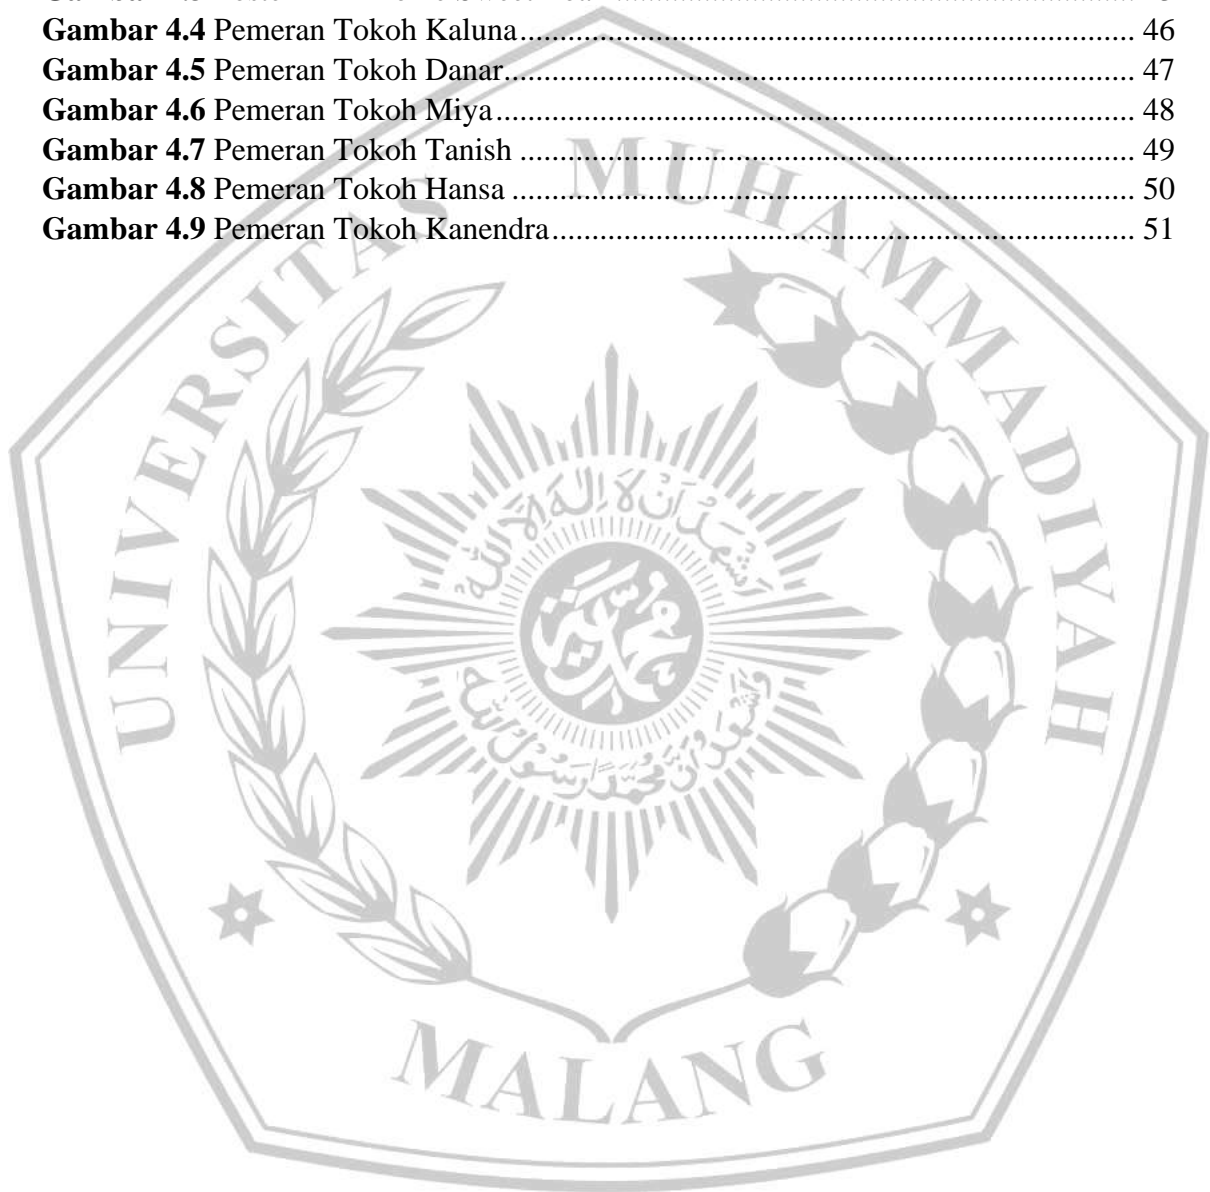 Gambar 4.4 Pemeran Tokoh Kaluna............................................................................. 46
Gambar 4.5 Pemeran Tokoh Danar............................................................................... 47
Gambar 4.6 Pemeran Tokoh Miya................................................................................ 48
Gambar 4.7 Pemeran Tokoh Tanish ............................................................................. 49
Gambar 4.8 Pemeran Tokoh Hansa .............................................................................. 50
Gambar 4.9 Pemeran Tokoh Kanendra......................................................................... 51
UNIVERSITAS MUHAMMADIYAH
MALANG